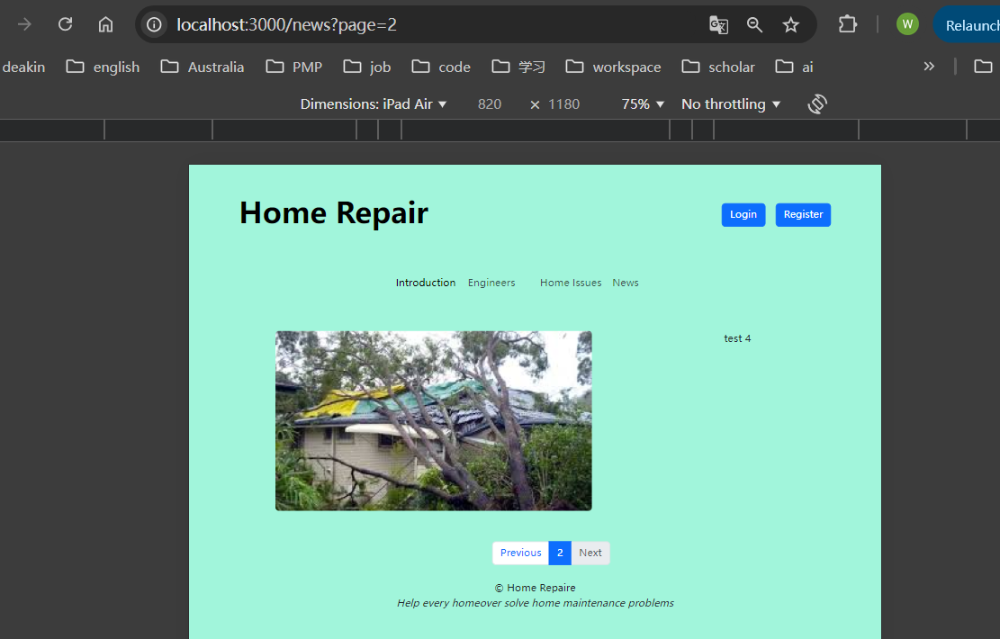 localhost:3000/news?page=2
W
Relaunch
deakin english Australia PMP job code 学习 workspace scholar ai »
Dimensions: iPad Air ▼ 820 × 1180 75% ▼ No throttling ▼
Home Repair
Login Register
Introduction Engineers Home Issues News
test 4
Previous 2 Next
© Home Repaire
Help every homeover solve home maintenance problems